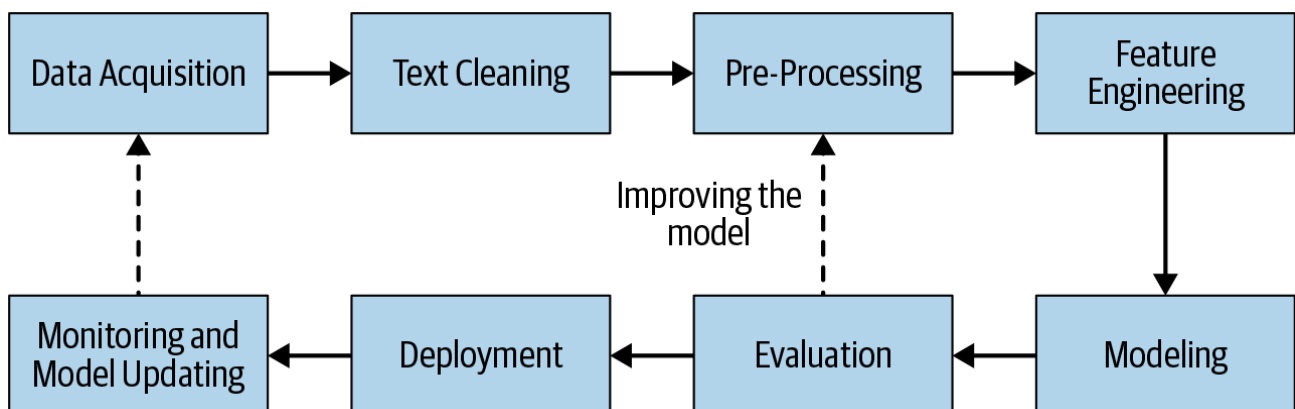 Data Acquisition
Text Cleaning
Pre-Processing
Feature
Engineering
Improving the
model
Monitoring and
Model Updating
Deployment
Evaluation
Modeling